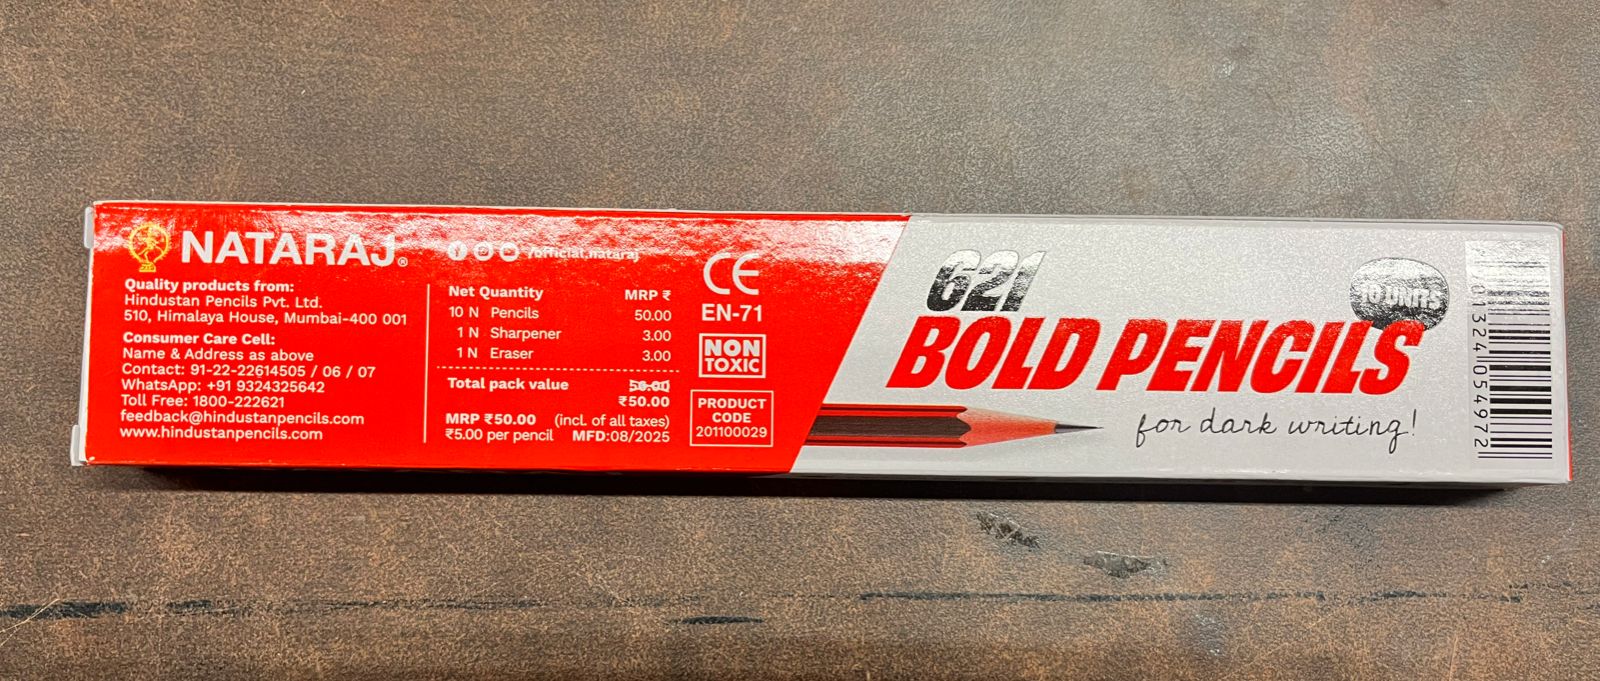 NATARAJ®
/official.nataraj
Quality products from:
Hindustan Pencils Pvt. Ltd.
510, Himalaya House, Mumbai-400 001
Consumer Care Cell:
Name & Address as above
Contact: 91-22-22614505 / 06 / 07
WhatsApp: +91 9324325642
Toll Free: 1800-222621
feedback@hindustanpencils.com
www.hindustanpencils.com
Net Quantity MRP ₹
10 N Pencils 50.00
1 N Sharpener 3.00
1 N Eraser 3.00
Total pack value 56.00
₹50.00
MRP ₹50.00 (incl. of all taxes)
₹5.00 per pencil MFD:08/2025
CE
EN-71
NON
TOXIC
PRODUCT
CODE
201100029
621
BOLD PENCILS
10 UNITS
for dark writing!